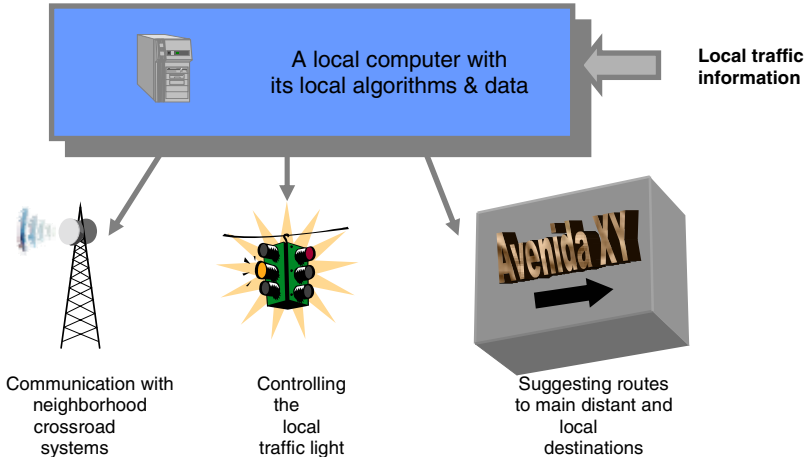 A local computer with
its local algorithms & data
Local traffic
information
Avenida XY
Communication with
neighborhood
crossroad
systems
Controlling
the
local
traffic light
Suggesting routes
to main distant and
local
destinations